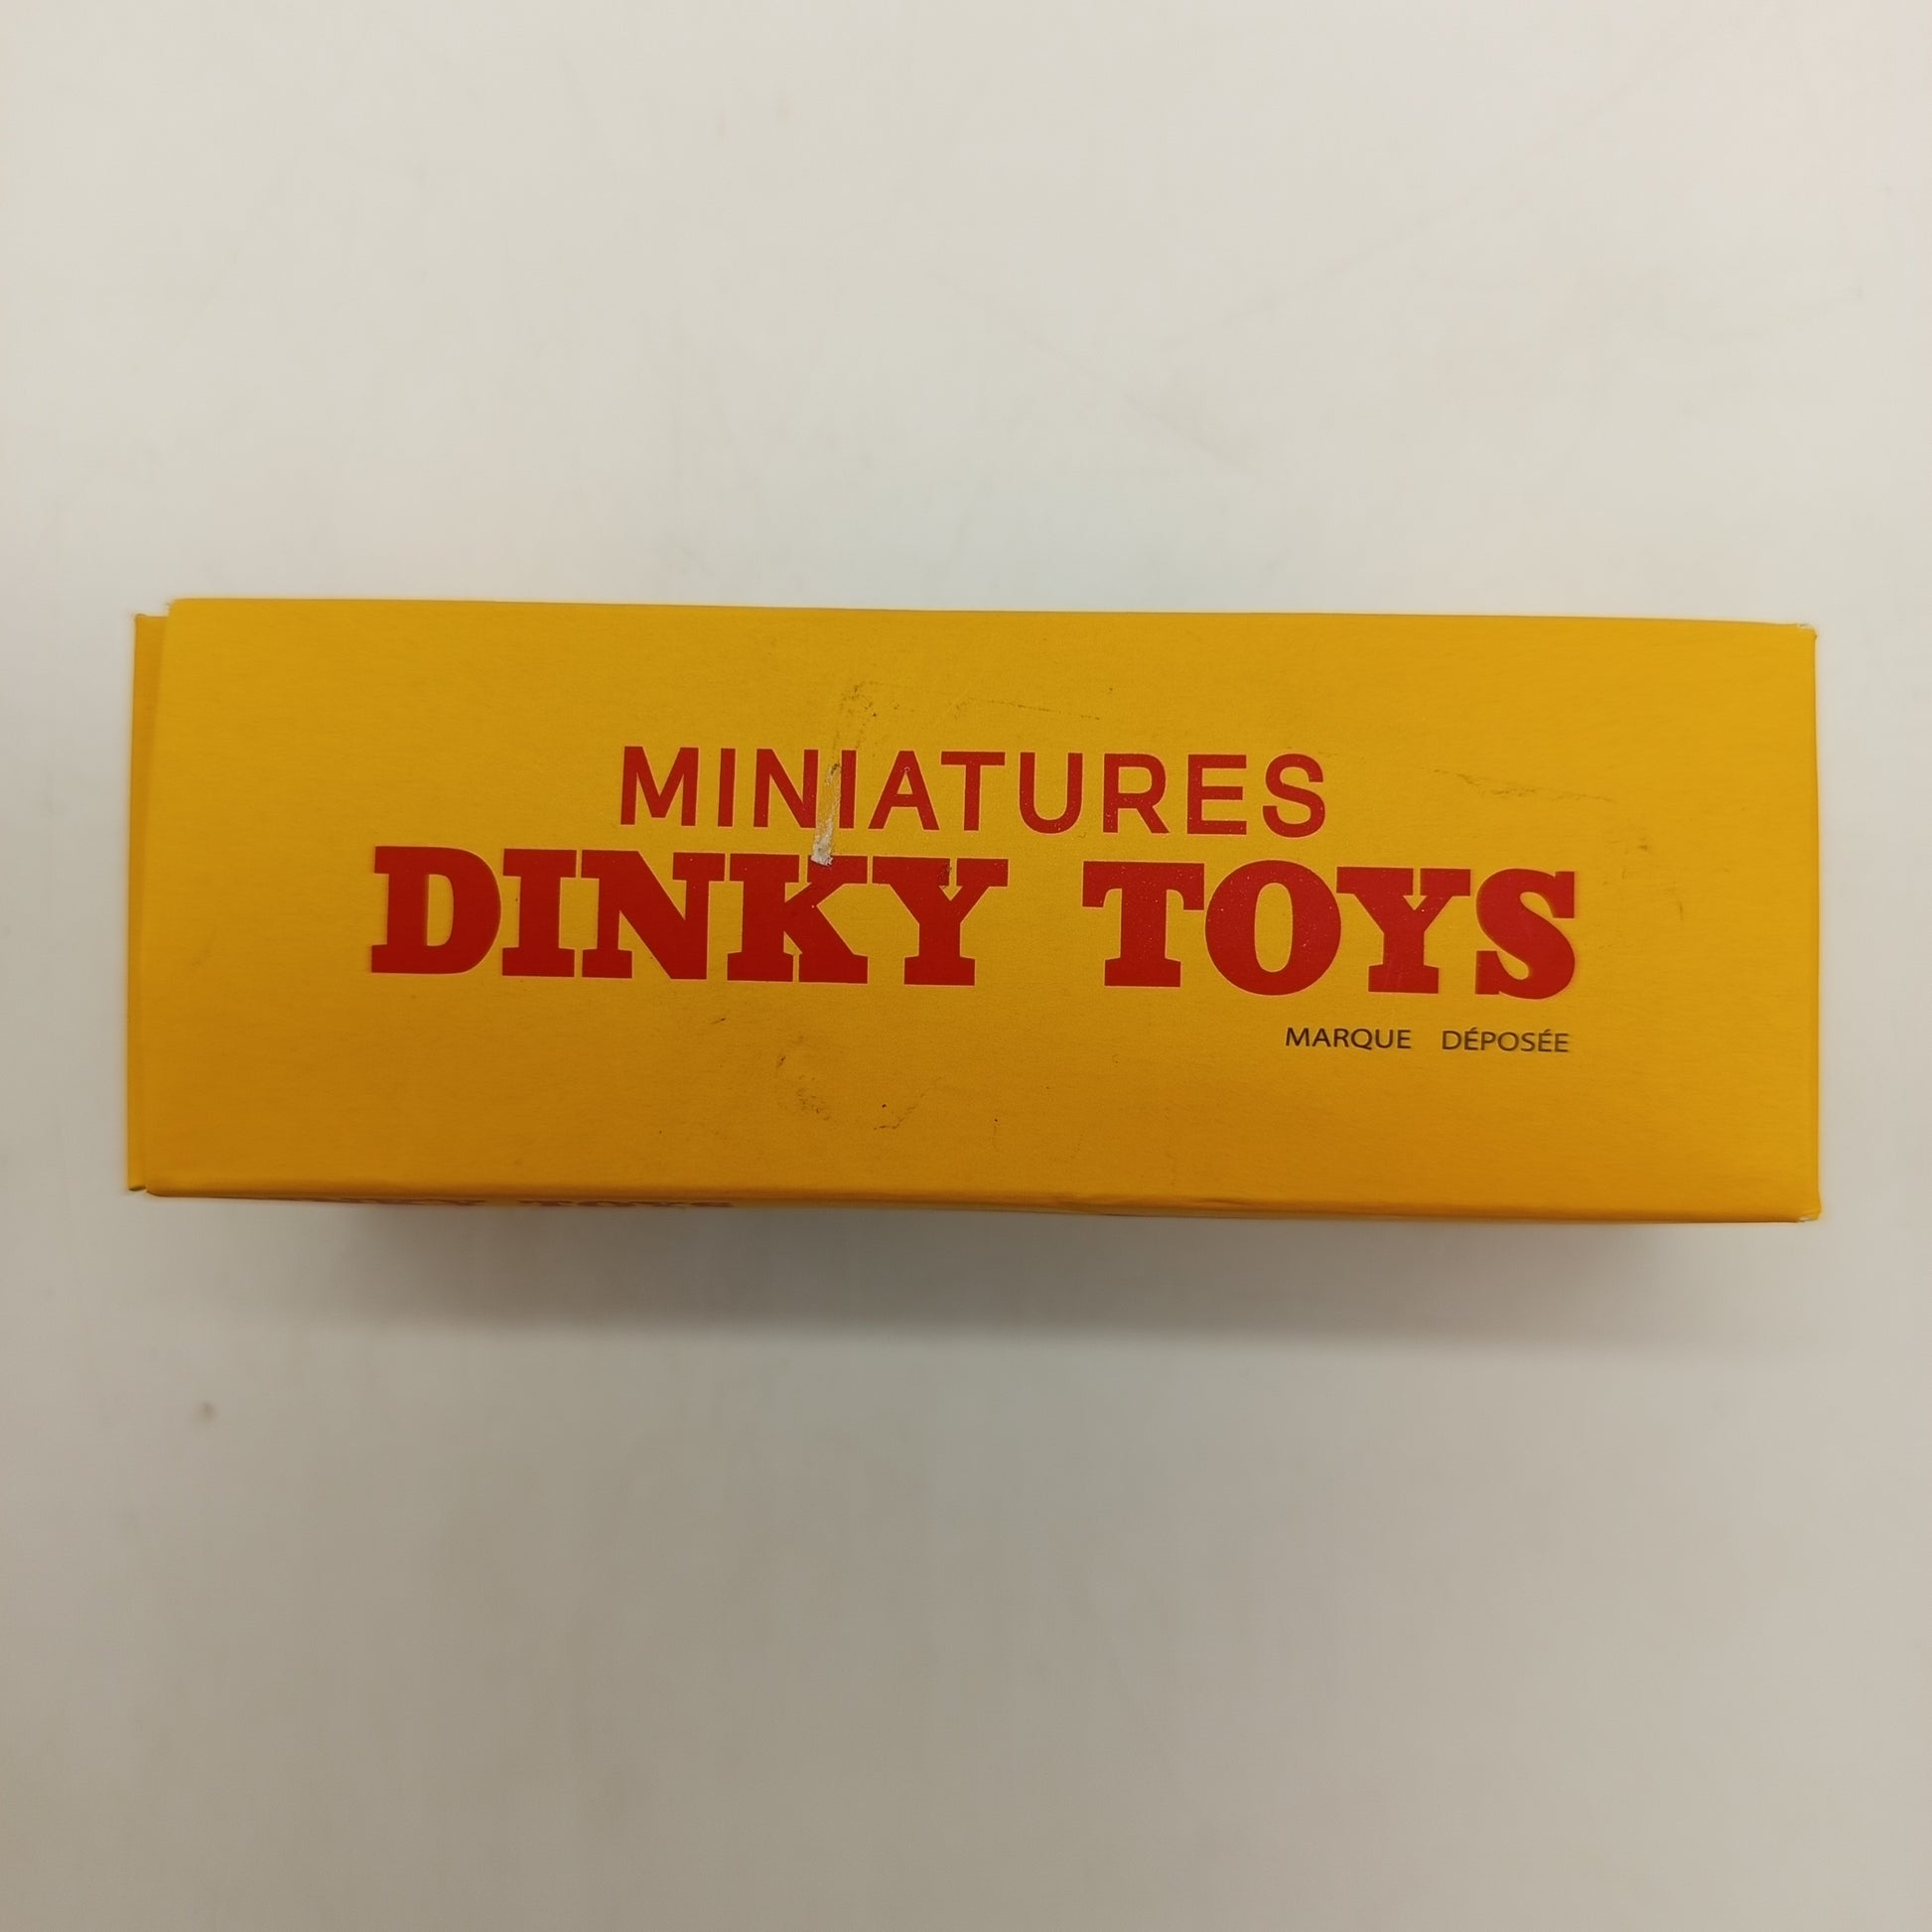 MINIATURES
DINKY TOYS
MARQUE DÉPOSÉE